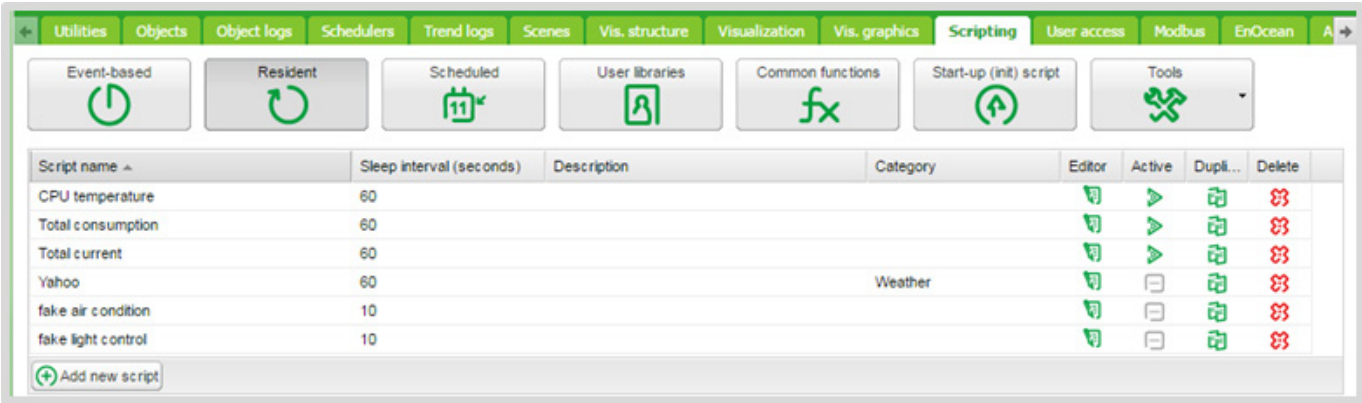 Utilities Objects Object logs Schedulers Trend logs Scenes Vis. structure Visualization Vis. graphics Scripting User access Modbus EnOcean A
Event-based Resident Scheduled User libraries Common functions Start-up (init) script Tools
11 fx
Script name Sleep interval (seconds) Description Category Editor Active Dupli... Delete
CPU temperature 60
Total consumption 60
Total current 60
Yahoo 60 Weather
fake air condition 10
fake light control 10
Add new script